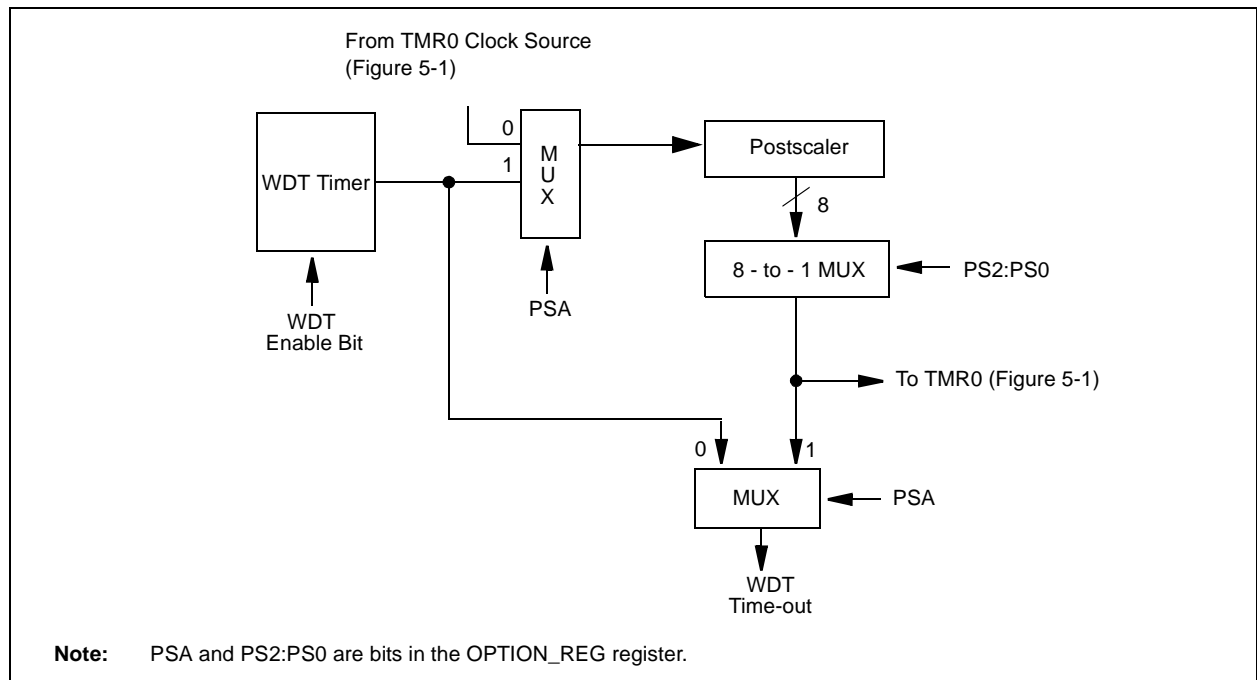 From TMR0 Clock Source
(Figure 5-1)
0
1
M
U
X
WDT Timer
Postscaler
8
8 - to - 1 MUX
PS2:PS0
PSA
WDT
Enable Bit
To TMR0 (Figure 5-1)
0
1
MUX
PSA
WDT
Time-out
Note: PSA and PS2:PS0 are bits in the OPTION_REG register.